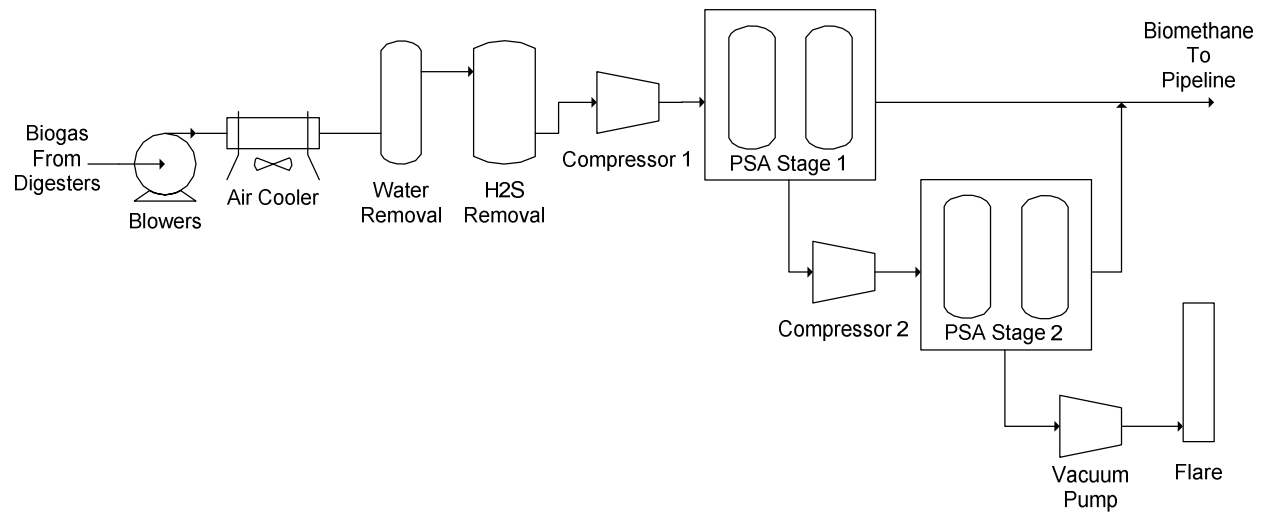 Biogas
From
Digesters
Blowers
Air Cooler
Water
Removal
H2S
Removal
Compressor 1
PSA Stage 1
Compressor 2
PSA Stage 2
Vacuum
Pump
Flare
Biomethane
To
Pipeline